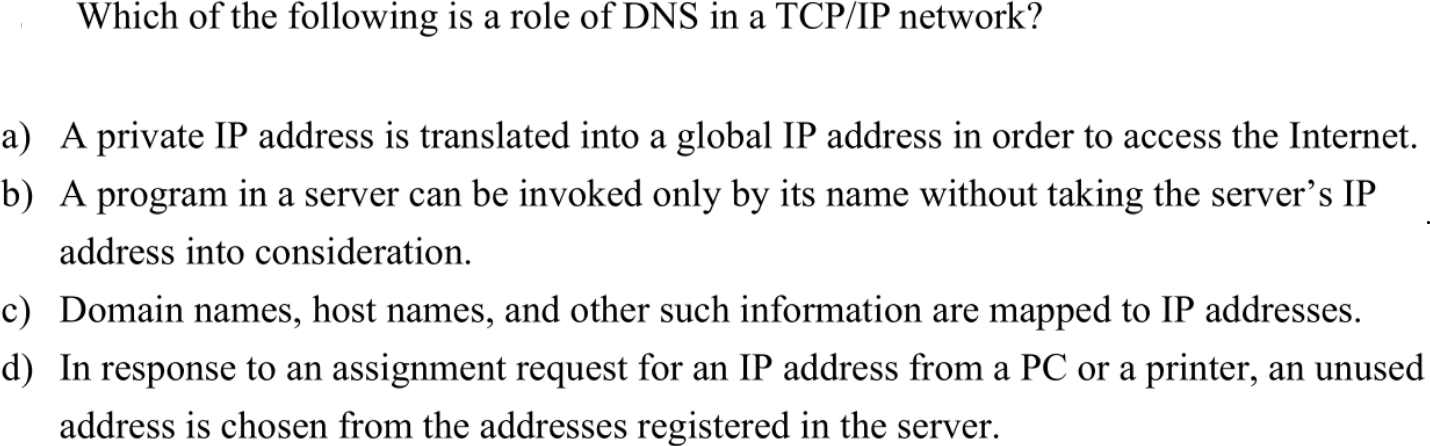 Which of the following is a role of DNS in a TCP/IP network?
a) A private IP address is translated into a global IP address in order to access the Internet.
b) A program in a server can be invoked only by its name without taking the server’s IP
address into consideration.
c) Domain names, host names, and other such information are mapped to IP addresses.
d) In response to an assignment request for an IP address from a PC or a printer, an unused
address is chosen from the addresses registered in the server.